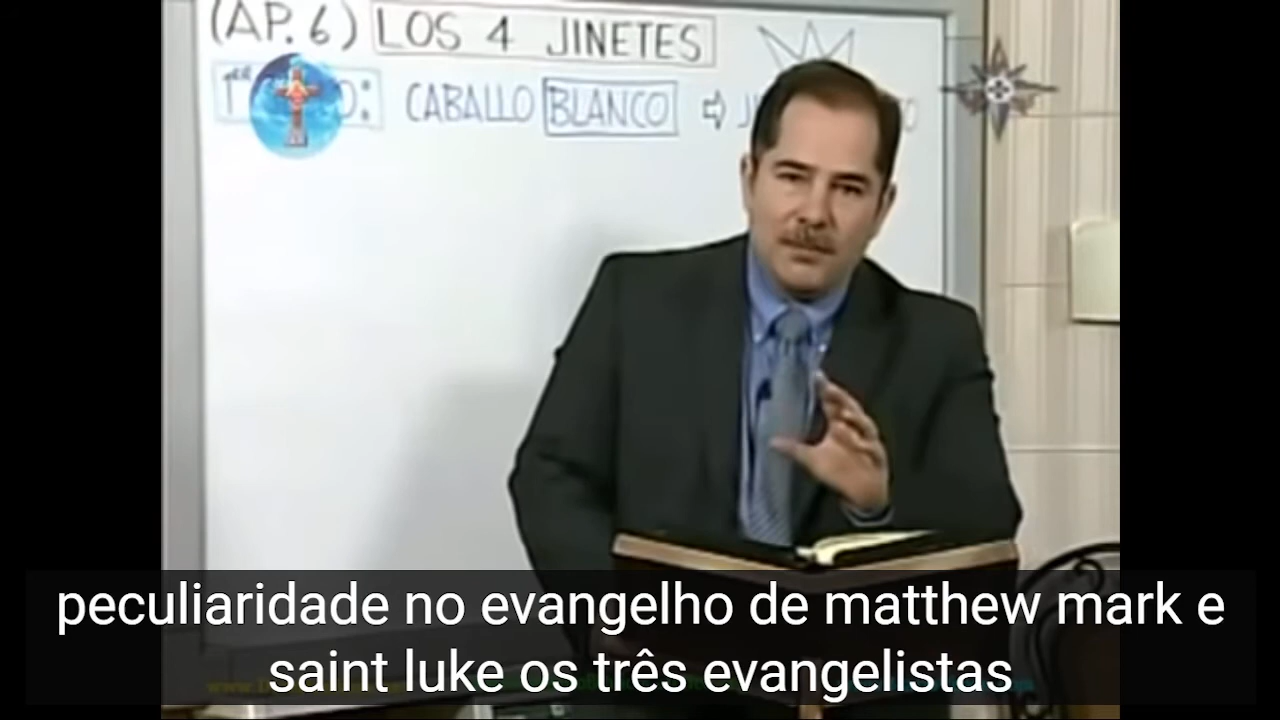 (AP. 6) LOS 4 JINETES
CABALLO BLANCO ⇨
peculiaridade no evangelho de matthew mark e
saint luke os três evangelistas